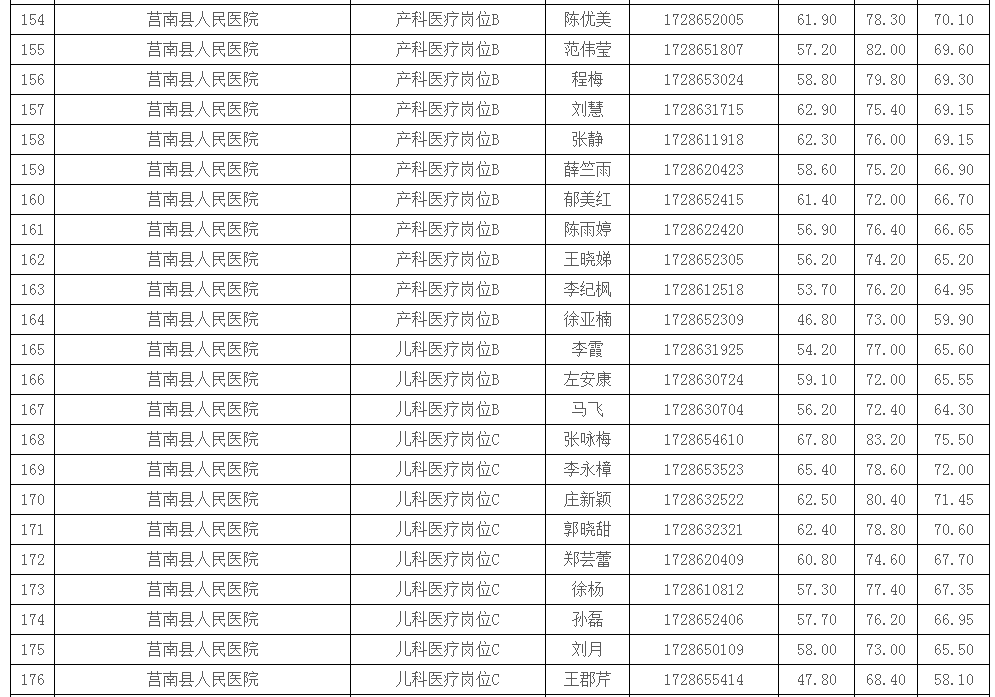 154 莒南县人民医院 产科医疗岗位B 陈优美 1728652005 61.90 78.30 70.10
155 莒南县人民医院 产科医疗岗位B 范伟莹 1728651807 57.20 82.00 69.60
156 莒南县人民医院 产科医疗岗位B 程梅 1728653024 58.80 79.80 69.30
157 莒南县人民医院 产科医疗岗位B 刘慧 1728631715 62.90 75.40 69.15
158 莒南县人民医院 产科医疗岗位B 张静 1728611918 62.30 76.00 69.15
159 莒南县人民医院 产科医疗岗位B 薛竺雨 1728620423 58.60 75.20 66.90
160 莒南县人民医院 产科医疗岗位B 郁美红 1728652415 61.40 72.00 66.70
161 莒南县人民医院 产科医疗岗位B 陈雨婷 1728622420 56.90 76.40 66.65
162 莒南县人民医院 产科医疗岗位B 王晓娣 1728652305 56.20 74.20 65.20
163 莒南县人民医院 产科医疗岗位B 李纪枫 1728612518 53.70 76.20 64.95
164 莒南县人民医院 产科医疗岗位B 徐亚楠 1728652309 46.80 73.00 59.90
165 莒南县人民医院 儿科医疗岗位B 李霞 1728631925 54.20 77.00 65.60
166 莒南县人民医院 儿科医疗岗位B 左安康 1728630724 59.10 72.00 65.55
167 莒南县人民医院 儿科医疗岗位B 马飞 1728630704 56.20 72.40 64.30
168 莒南县人民医院 儿科医疗岗位C 张咏梅 1728654610 67.80 83.20 75.50
169 莒南县人民医院 儿科医疗岗位C 李永樟 1728653523 65.40 78.60 72.00
170 莒南县人民医院 儿科医疗岗位C 庄新颖 1728632522 62.50 80.40 71.45
171 莒南县人民医院 儿科医疗岗位C 郭晓甜 1728632321 62.40 78.80 70.60
172 莒南县人民医院 儿科医疗岗位C 郑芸蕾 1728620409 60.80 74.60 67.70
173 莒南县人民医院 儿科医疗岗位C 徐杨 1728610812 57.30 77.40 67.35
174 莒南县人民医院 儿科医疗岗位C 孙磊 1728652406 57.70 76.20 66.95
175 莒南县人民医院 儿科医疗岗位C 刘月 1728650109 58.00 73.00 65.50
176 莒南县人民医院 儿科医疗岗位C 王郡芹 1728655414 47.80 68.40 58.10